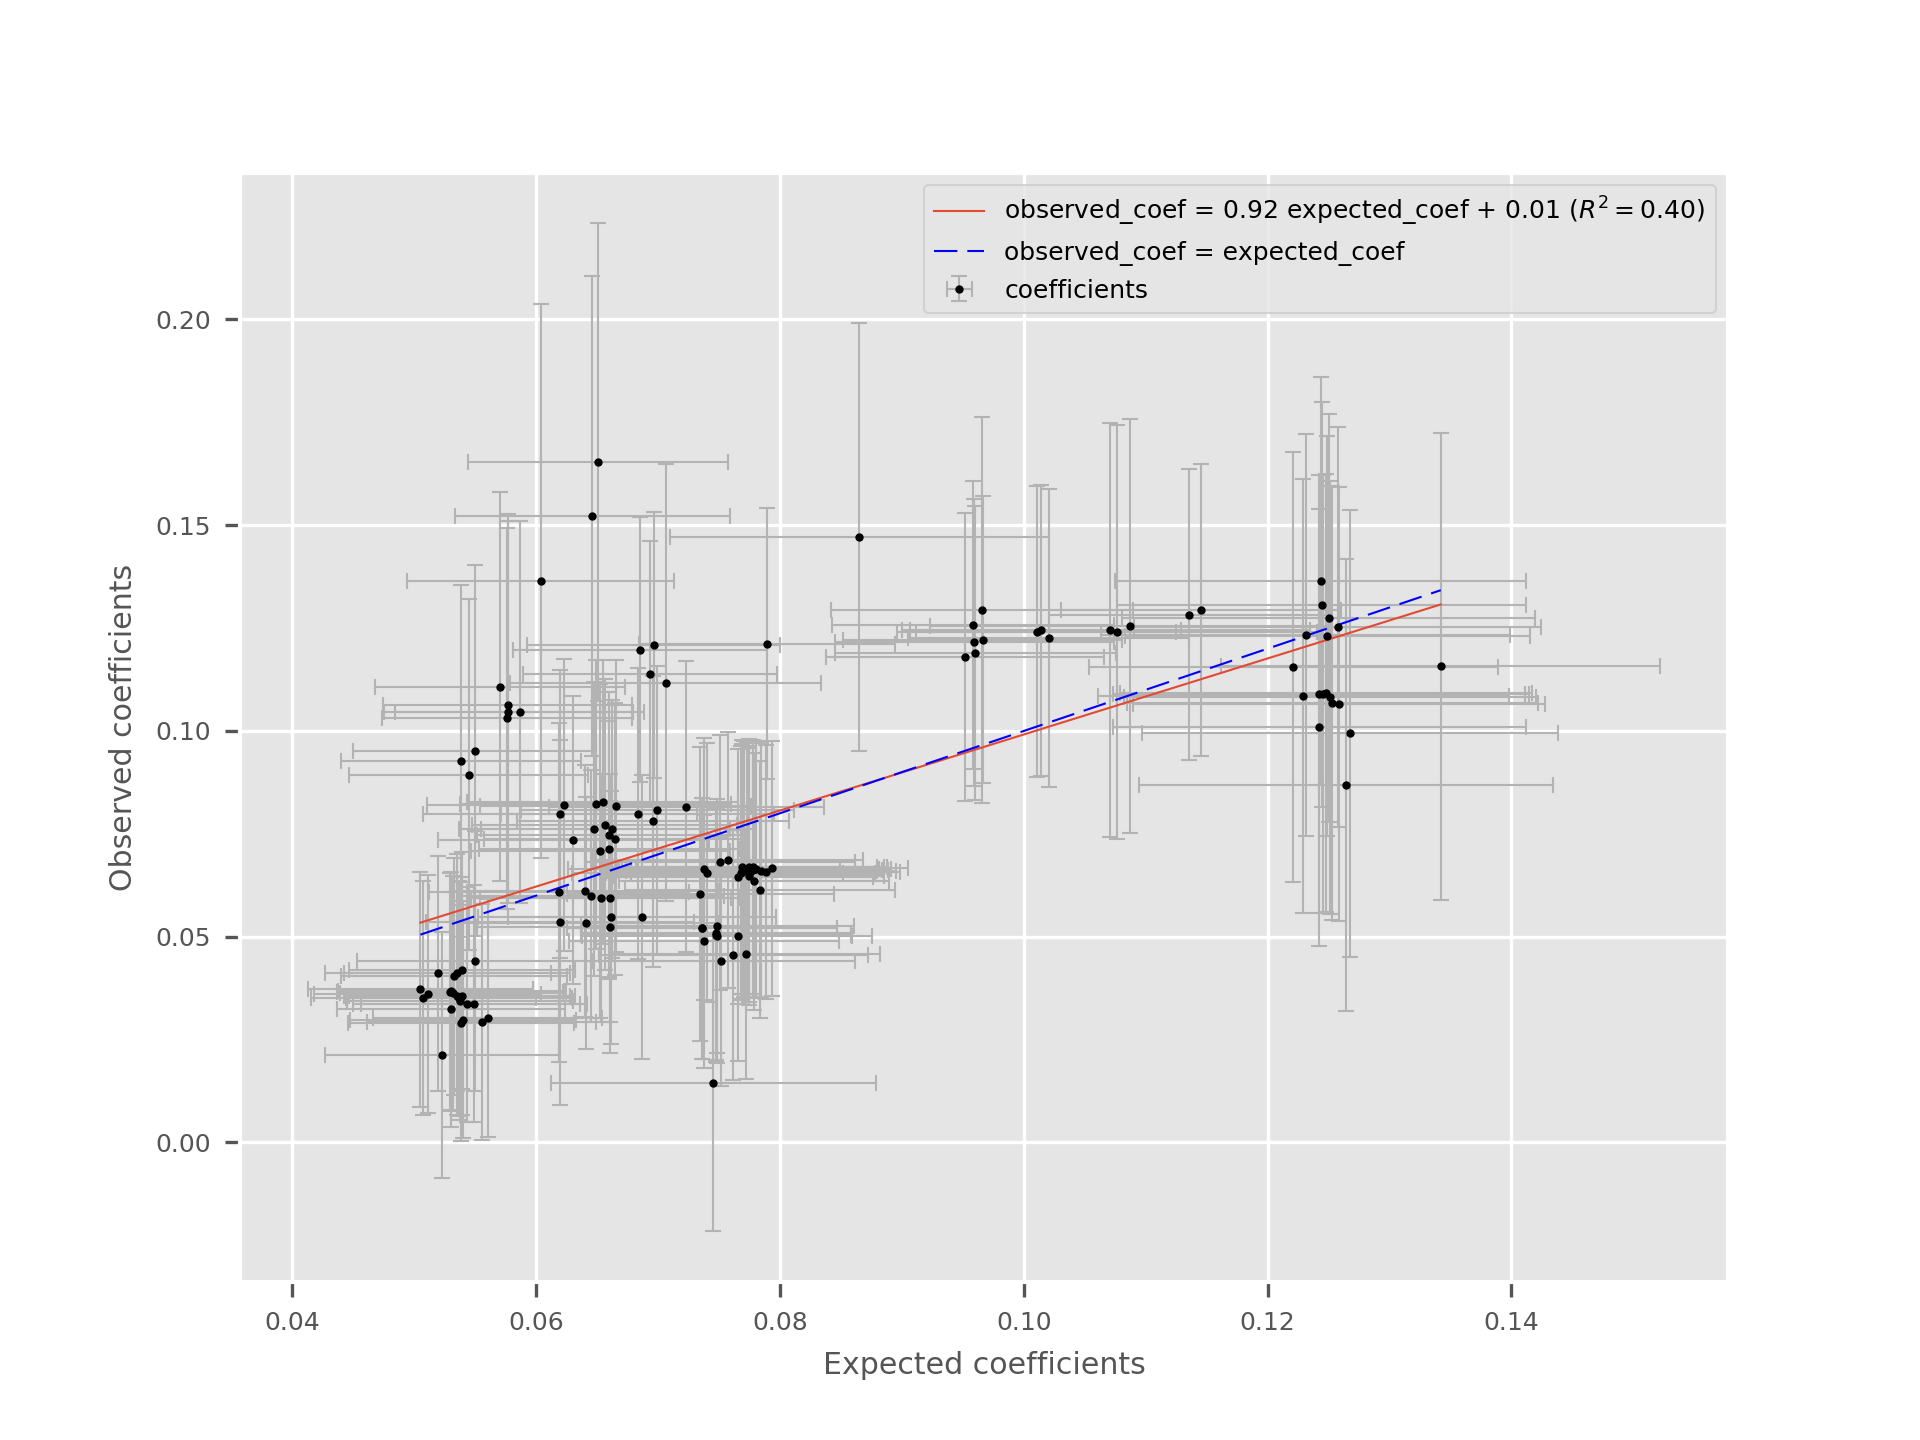 observed_coef = 0.92 expected_coef + 0.01 (R² = 0.40)
observed_coef = expected_coef
coefficients
0.20
0.15
0.10
0.05
0.00
Observed coefficients
0.04 0.06 0.08 0.10 0.12 0.14
Expected coefficients